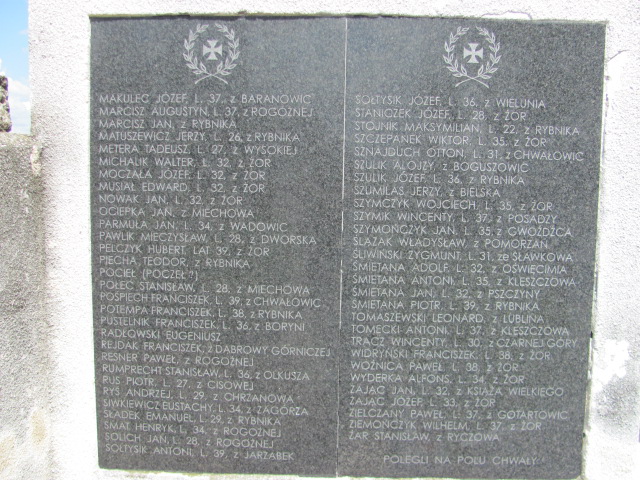 MAKULEC JÓZEF, L. 37, z BARANOWIC
MARCISZ AUGUSTYN, L. 37, z ROGOŹNEJ
MARCISZ JAN, z RYBNIKA
MATUSZEWICZ JERZY, L. 26, z RYBNIKA
METERA TADEUSZ, L. 27, z WYSOKIEJ
MICHALIK WALTER, L. 32, z ŻOR
MOCZAŁA JÓZEF, L. 32, z ŻOR
MUSIAŁ EDWARD, L. 32, z ŻOR
NOWAK JAN, L. 32, z ŻOR
OCIEPKA JAN, z MIECHOWA
PARMUŁA JAN, L. 34, z WADOWIC
PAWLIK MIECZYSŁAW, L. 28, z DWORSKA
PELCZYK HUBERT, LAT 39, z ŻOR
PIECHA TEODOR, z RYBNIKA
POCIEJ (POCZEJ?)
POLEC STANISŁAW, L. 28, z MIECHOWA
POŚPIECH FRANCISZEK, L. 39, z CHWAŁOWIC
POTEMPA FRANCISZEK, L. 38, z RYBNIKA
PUSTELNIK FRANCISZEK, L. 36, z BORYNI
RADŁOWSKI EUGENIUSZ
REJDAK FRANCISZEK, z DĄBROWY GÓRNICZEJ
RESNER PAWEŁ, z ROGOŹNEJ
RUMPRECHT STANISŁAW, L. 36, z OLKUSZA
RUS PIOTR, L. 27, z CISOWEJ
RYŚ ANDRZEJ, L. 29, z CHRZANOWA
SIWKIEWICZ EUSTACHY, L. 34, z ZAGÓRZA
SŁADEK EMANUEL, L. 29, z RYBNIKA
SMAT HENRYK, L. 34, z ROGOŹNEJ
SOLICH JAN, L. 28, z ROGOŹNEJ
SOŁTYSIK ANTONI, L. 39, z JARZĄBEK
SOŁTYSIK JÓZEF, L. 36, z WIELUNIA
STANIOZEK JÓZEF, L. 28, z ŻOR
STOJNIK MAKSYMILIAN, L. 22, z RYBNIKA
SZCZEPANEK WIKTOR, L. 35, z ŻOR
SZNAJDUCH OTTON, L. 31, z CHWAŁOWIC
SZULIK ALOJZY, z BOGUSZOWIC
SZULIK JÓZEF, L. 36, z RYBNIKA
SZUMILAS JERZY, z BIELSKA
SZYMCZYK WOJCIECH, L. 35, z ŻOR
SZYMIK WINCENTY, L. 37, z POSADZY
SZYMOŃCZYK JAN, L. 35, z GWOŹDŹCA
ŚLĄZAK WŁADYSŁAW, z POMORZAN
ŚLIWIŃSKI ZYGMUNT, L. 31, ze SŁAWKOWA
ŚMIETANA ADOLF, L. 32, z OŚWIĘCIMIA
ŚMIETANA ANTONI, L. 35, z KLESZCZOWA
ŚMIETANA JAN, L. 32, z PSZCZYNY
ŚMIETANA PIOTR, L. 39, z RYBNIKA
TOMASZEWSKI LEONARD, z LUBLINA
TOMECKI ANTONI, L. 37, z KLESZCZOWA
TRACZ WINCENTY, L. 30, z CZARNEJ GÓRY
WIDRYŃSKI FRANCISZEK, L. 38, z ŻOR
WOŹNICA PAWEŁ, L. 38, z ŻOR
WYDERKA ALFONS, L. 34, z ŻOR
ZAJĄC JAN, L. 32, z KSIĄŻA WIELKIEGO
ZAJĄC JÓZEF, L. 33, z ŻOR
ZIELCZANY PAWEŁ, L. 37, z GOTARTOWIC
ZIEMOŃCZYK WILHELM, L. 37, z ŻOR
ŻAR STANISŁAW, z RYCZOWA
POLEGLI NA POLU CHWAŁY